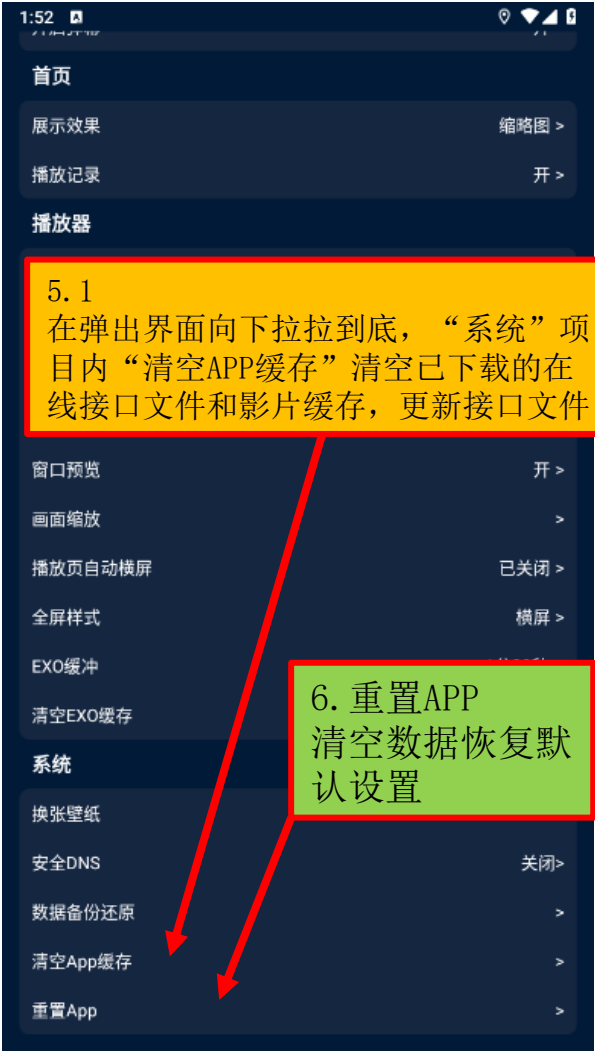 1:52
首页
展示效果
缩略图 >
播放记录
开 >
播放器
5.1
在弹出界面向下拉拉到底，“系统”项
目内“清空APP缓存”清空已下载的在
线接口文件和影片缓存，更新接口文件
窗口预览
开 >
画面缩放
>
播放页自动横屏
已关闭 >
全屏样式
横屏 >
EXO缓冲
清空EXO缓存
6.重置APP
清空数据恢复默
认设置
系统
换张壁纸
安全DNS
关闭>
数据备份还原
>
清空App缓存
>
重置App
>